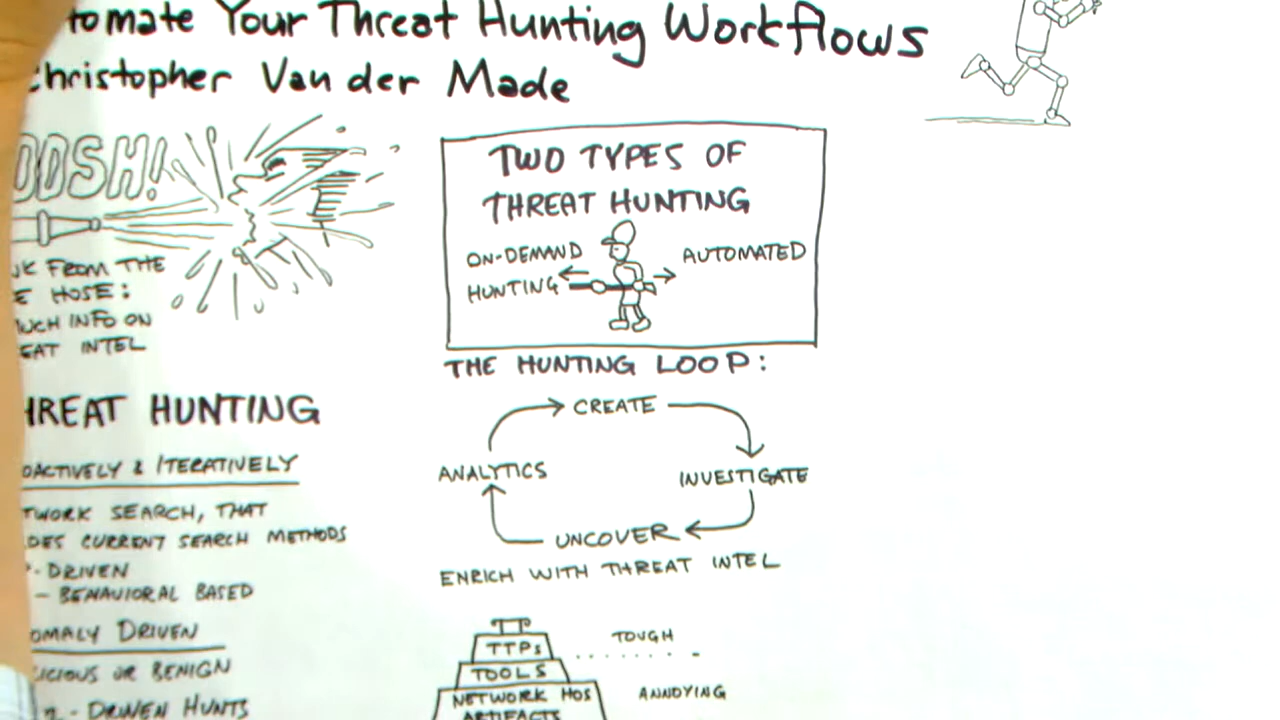 tomate Your Threat Hunting Workflows
Christopher Van der Made
OOSH!
FROM THE
HOSE:
INFO ON
INTEL
HREAT HUNTING
OACTIVELY & ITERATIVELY
TWORK SEARCH, THAT
DES CURRENT SEARCH METHODS
- DRIVEN
- BEHAVIORAL BASED
OMALY DRIVEN
ICIOUS OR BENIGN
- DRIVEN HUNTS
TWO TYPES OF
THREAT HUNTING
ON-DEMAND
HUNTING
AUTOMATED
THE HUNTING LOOP:
CREATE
ANALYTICS
INVESTIGATE
UNCOVER
ENRICH WITH THREAT INTEL
TTPs
TOUGH
TOOLS
NETWORK HOS
ANNOYING
ARTIFACTS